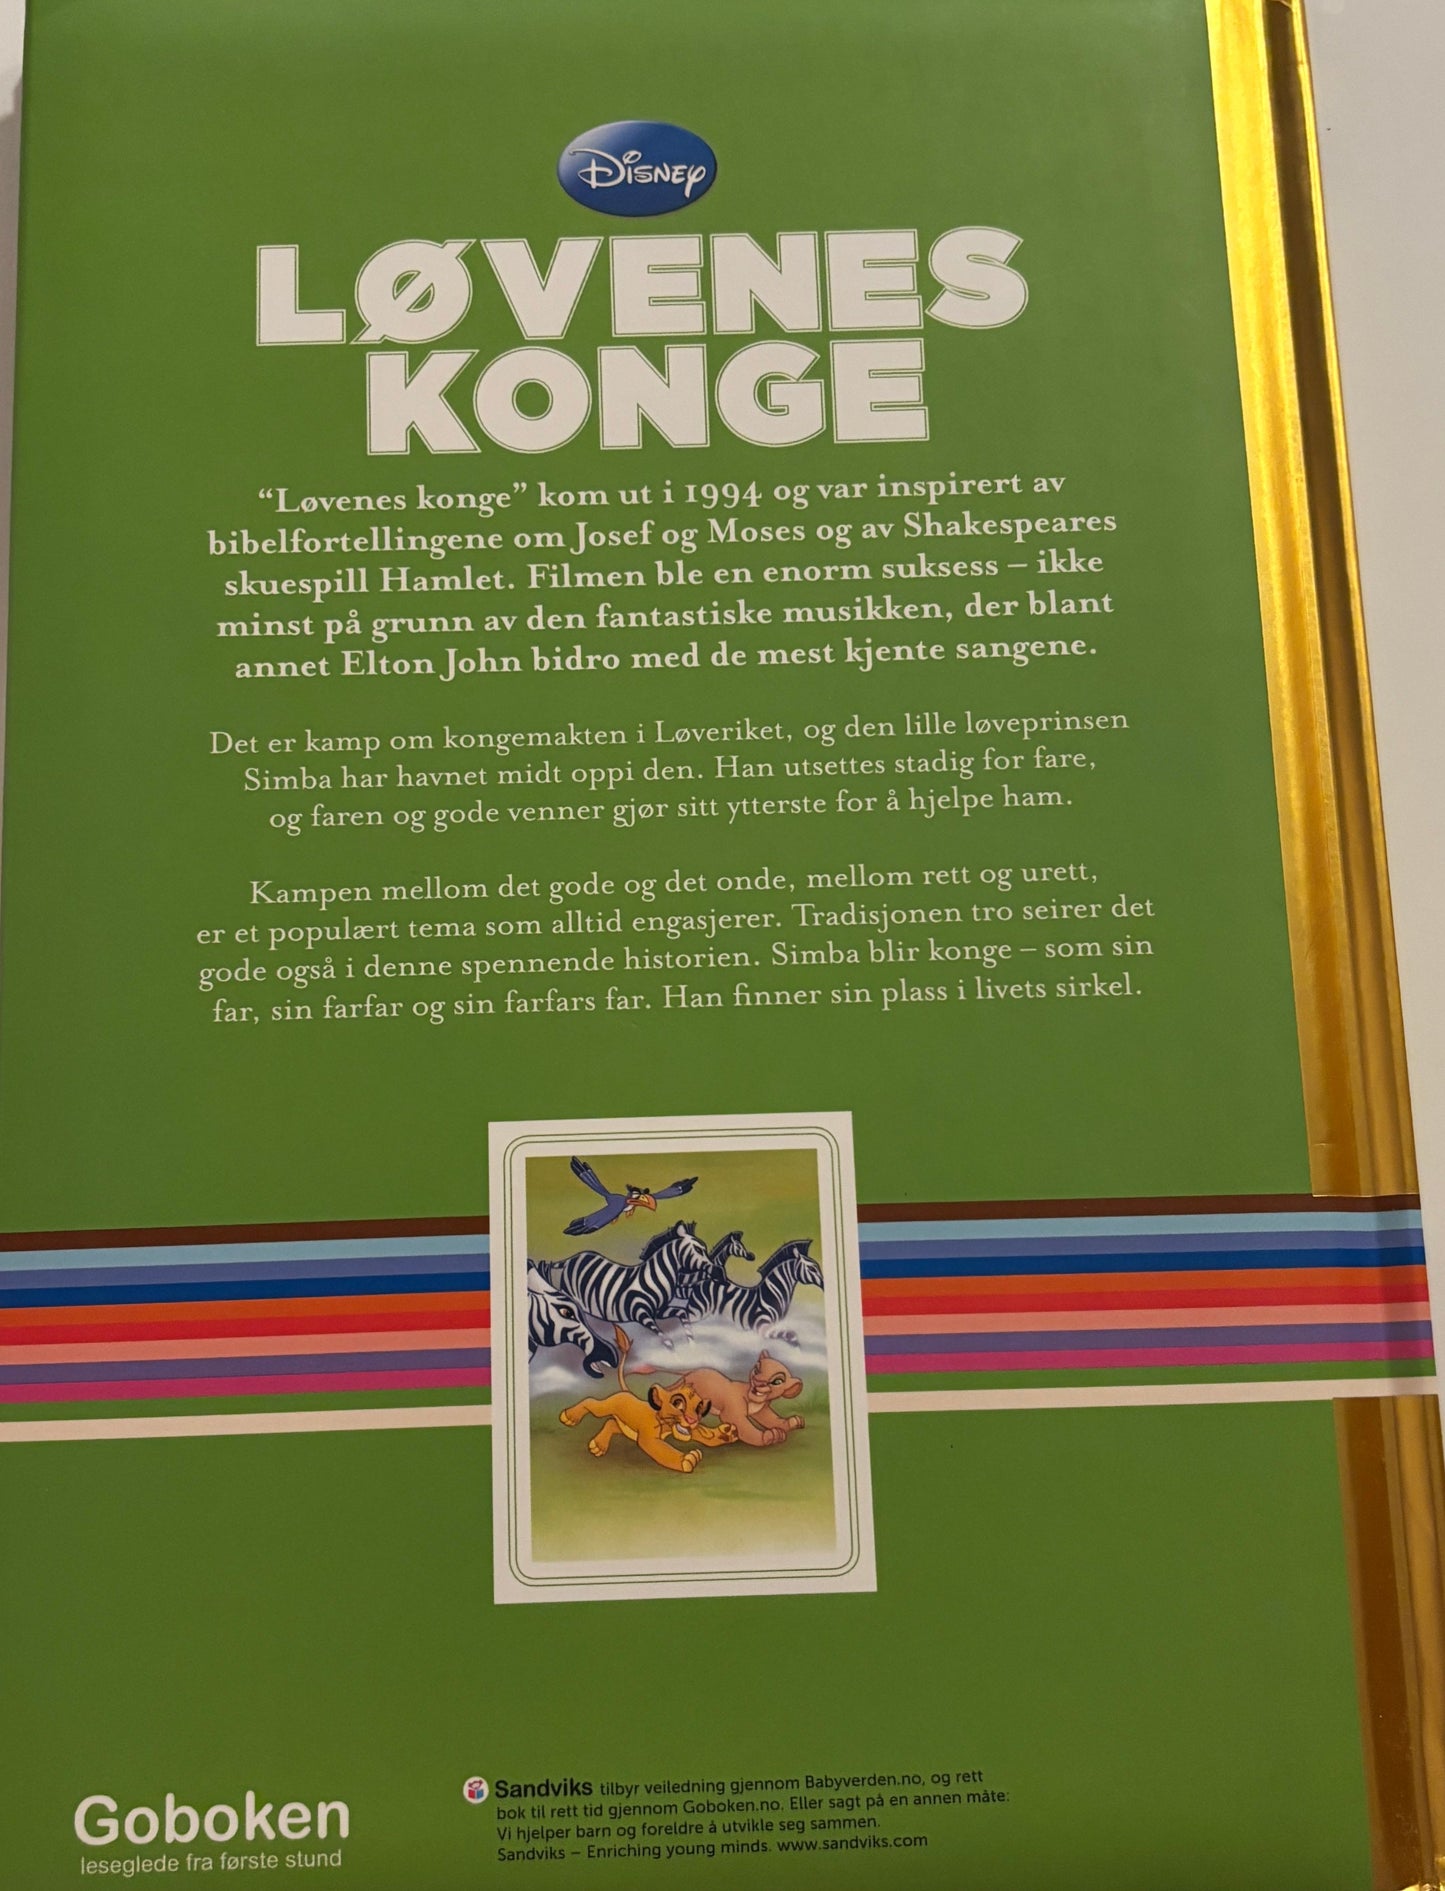 Disney
LØVENES
KONGE
“Løvenes konge” kom ut i 1994 og var inspirert av
bibelfortellingene om Josef og Moses og av Shakespeares
skuespill Hamlet. Filmen ble en enorm suksess – ikke
minst på grunn av den fantastiske musikken, der blant
annet Elton John bidro med de mest kjente sangene.
Det er kamp om kongemakten i Løveriket, og den lille løveprinsen
Simba har havnet midt oppi den. Han utsettes stadig for fare,
og faren og gode venner gjør sitt ytterste for å hjelpe ham.
Kampen mellom det gode og det onde, mellom rett og urett,
er et populært tema som alltid engasjerer. Tradisjonen tro seirer det
gode også i denne spennende historien. Simba blir konge – som sin
far, sin farfar og sin farfars far. Han finner sin plass i livets sirkel.
Goboken
leseglede fra første stund
Sandviks tilbyr veiledning gjennom Babyverden.no, og rett
bok til rett tid gjennom Goboken.no. Eller sagt på en annen måte:
Vi hjelper barn og foreldre å utvikle seg sammen.
Sandviks – Enriching young minds. www.sandviks.com